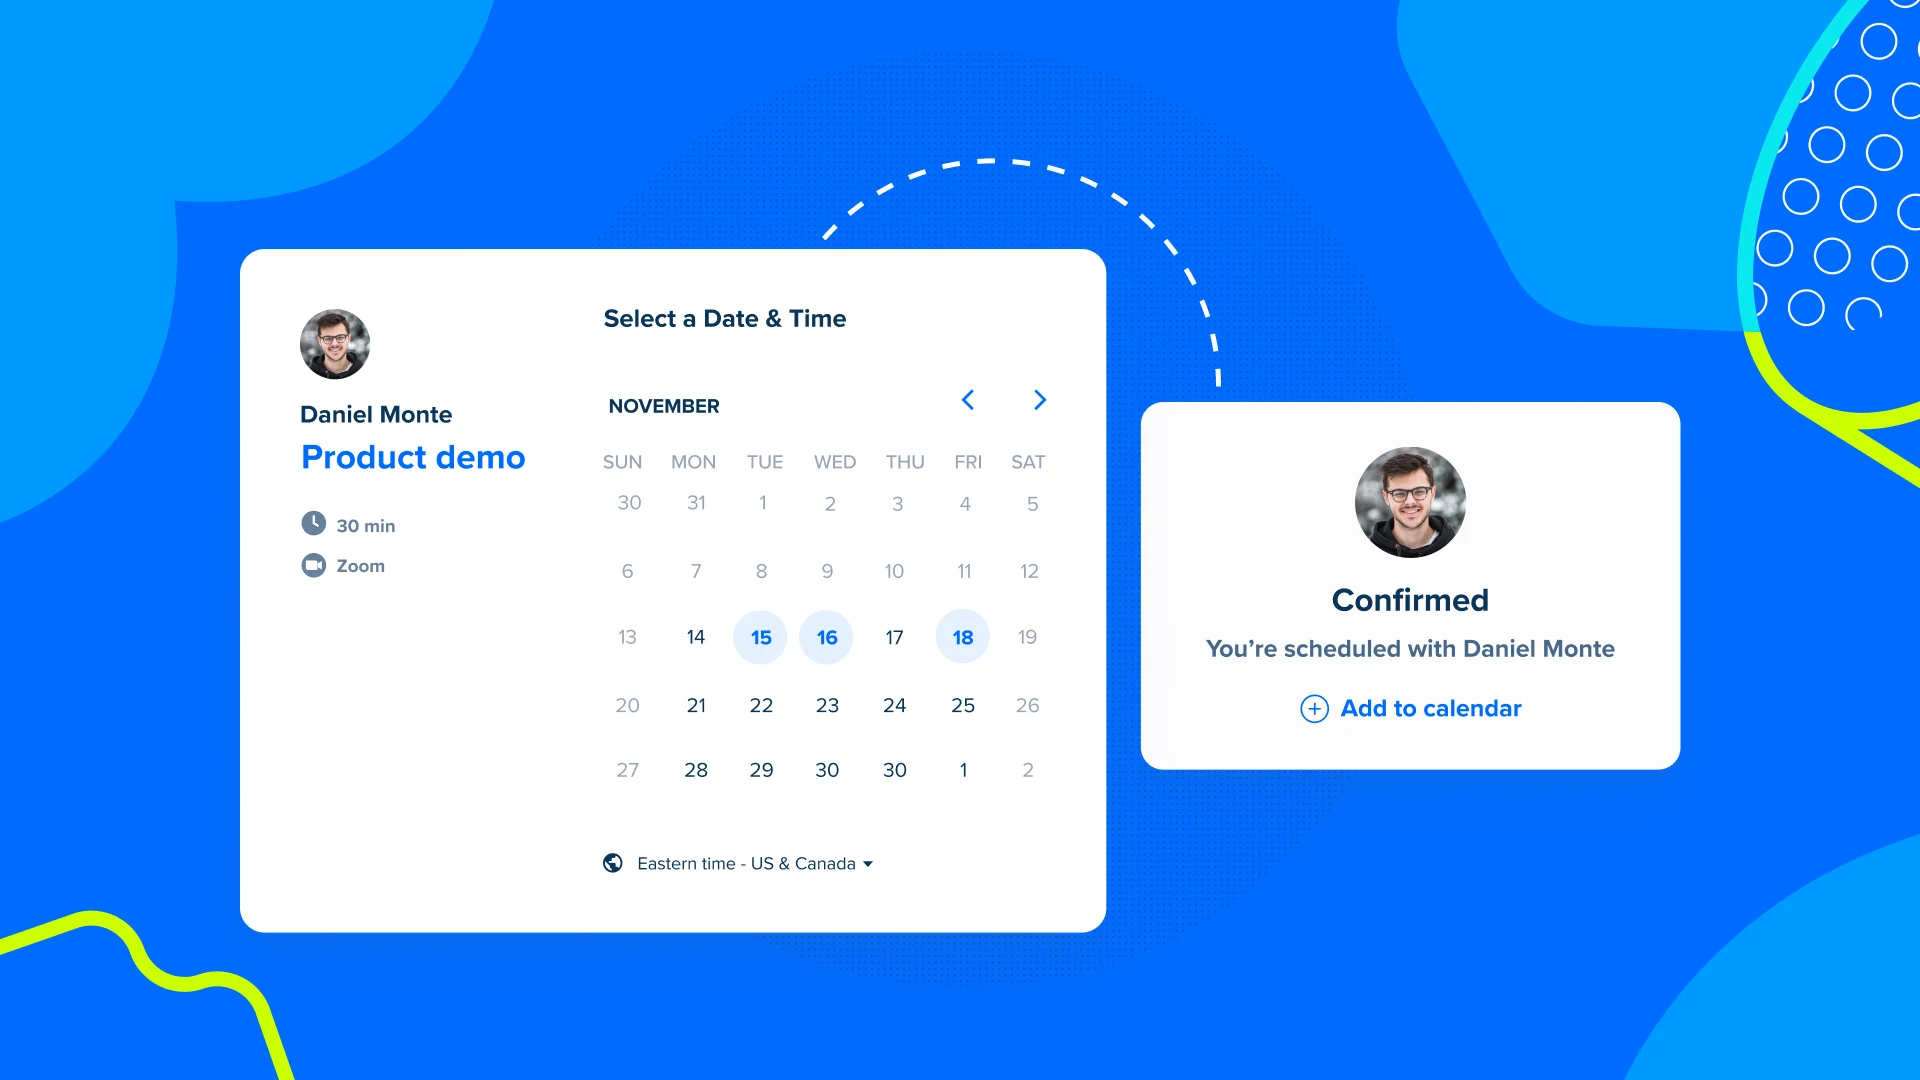 Daniel Monte
Product demo
30 min
Zoom
Select a Date & Time
NOVEMBER
SUN MON TUE WED THU FRI SAT
30 31 1 2 3 4 5
6 7 8 9 10 11 12
13 14 15 16 17 18 19
20 21 22 23 24 25 26
27 28 29 30 30 1 2
Eastern time - US & Canada
Confirmed
You’re scheduled with Daniel Monte
Add to calendar